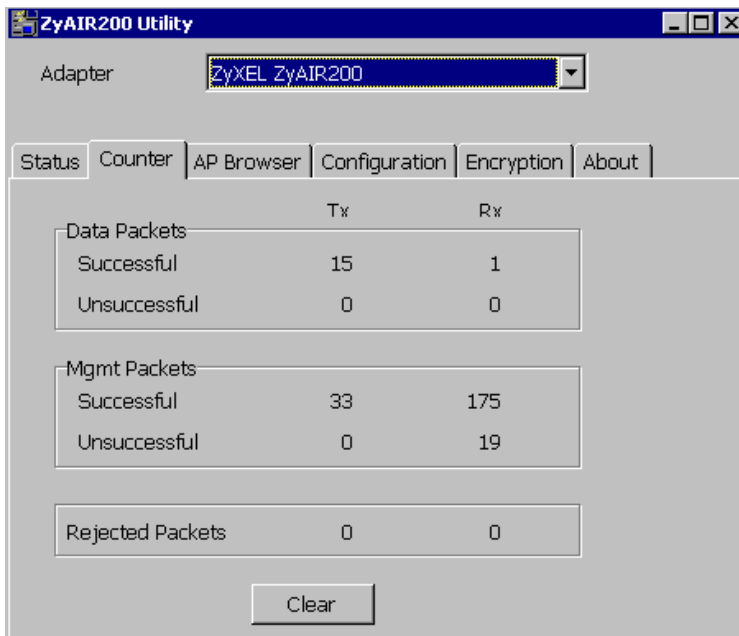 ZyAIR200 Utility
Adapter ZyXEL ZyAIR200
Status Counter AP Browser Configuration Encryption About
Tx Rx
Data Packets
Successful 15 1
Unsuccessful 0 0
Mgmt Packets
Successful 33 175
Unsuccessful 0 19
Rejected Packets 0 0
Clear